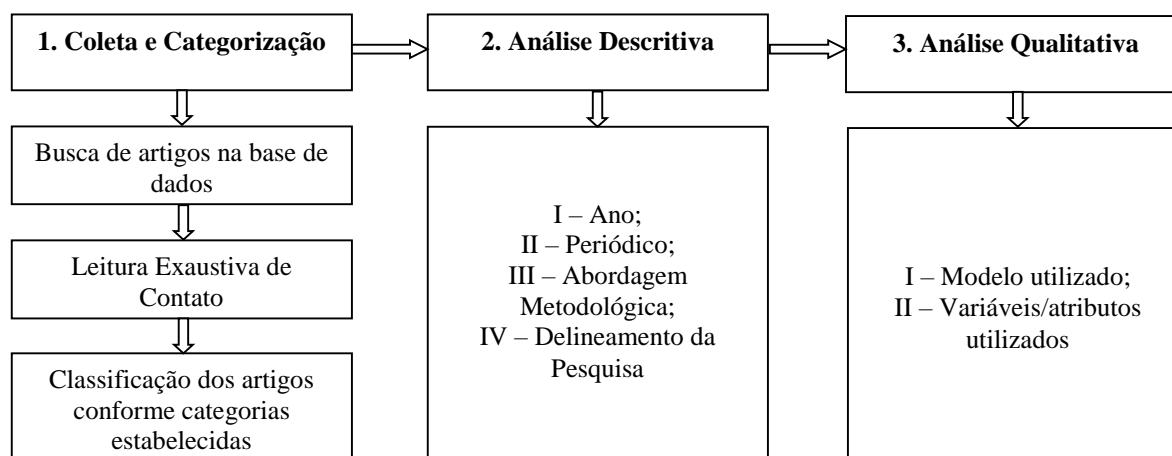 1. Coleta e Categorização
2. Análise Descritiva
3. Análise Qualitativa
Busca de artigos na base de
dados
Leitura Exaustiva de
Contato
Classificação dos artigos
conforme categorias
estabelecidas
I – Ano;
II – Periódico;
III – Abordagem
Metodológica;
IV – Delineamento da
Pesquisa
I – Modelo utilizado;
II – Variáveis/atributos
utilizados